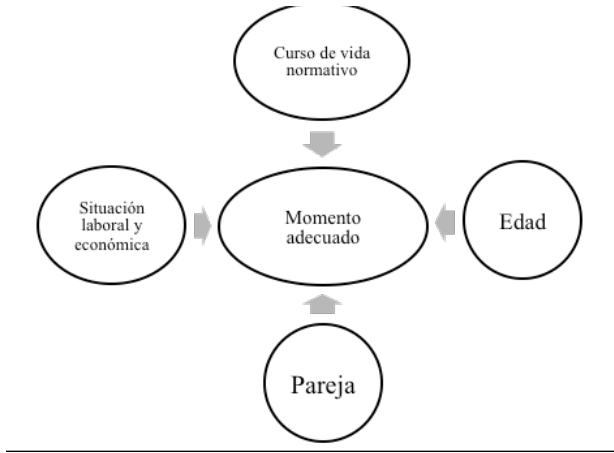 Curso de vida
normativo
Situación
laboral y
económica
Momento
adecuado
Edad
Pareja